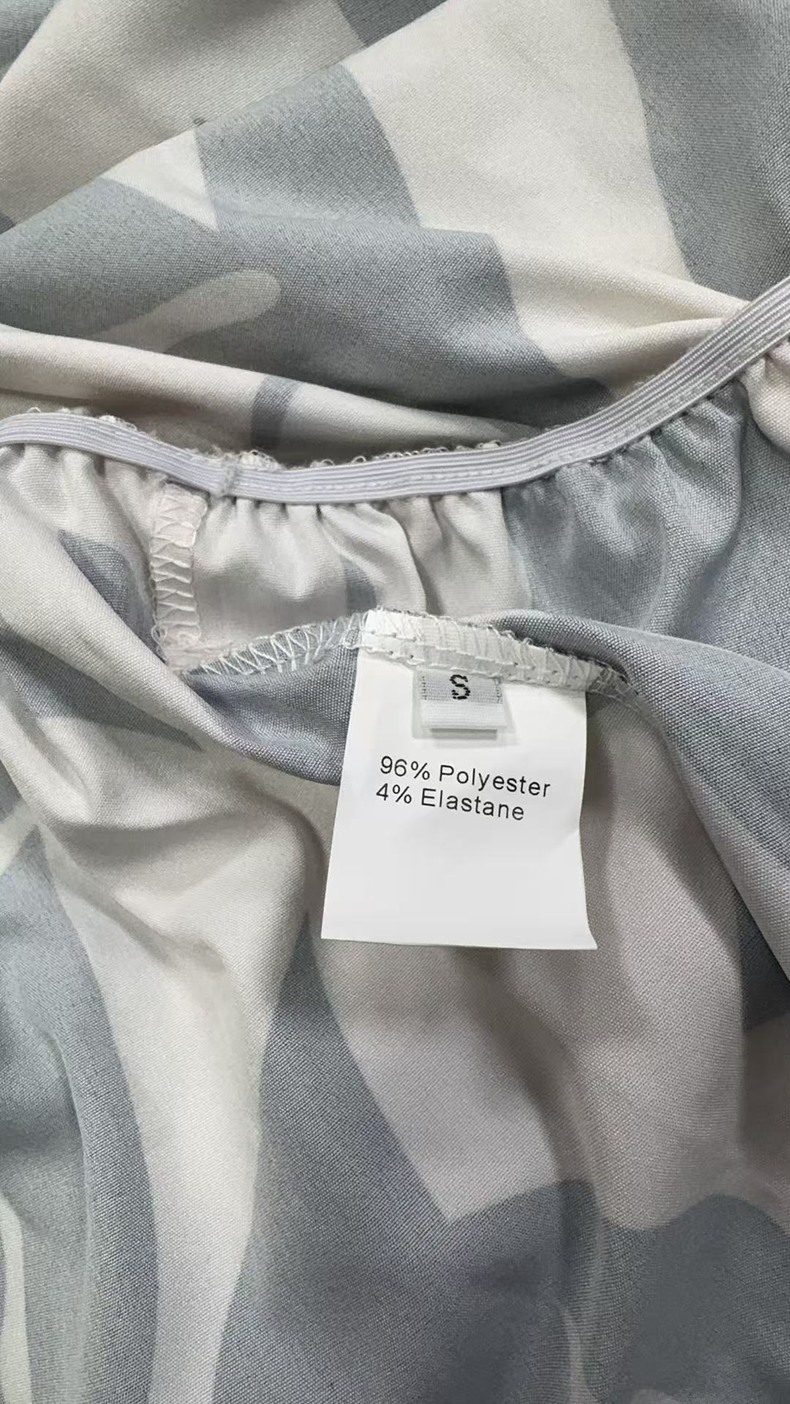 S
96% Polyester
4% Elastane